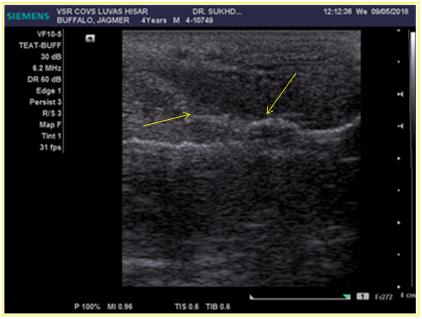 SIEMENS VSR COVS LUVAS HISAR DR. SUKHD... 12:12:36 We 09/05/2018
BUFFALO, JAGMER 4Years M 4-10749
VF10-5
TEAT-BUFF
30 dB
6.2 MHz
DR 60 dB
Edge 1
Persist 3
R/S 3
Map F
Tint 1
31 fps
1 Fr272 4 cm
P 100% MI 0.96 TIS 0.6 TIB 0.6